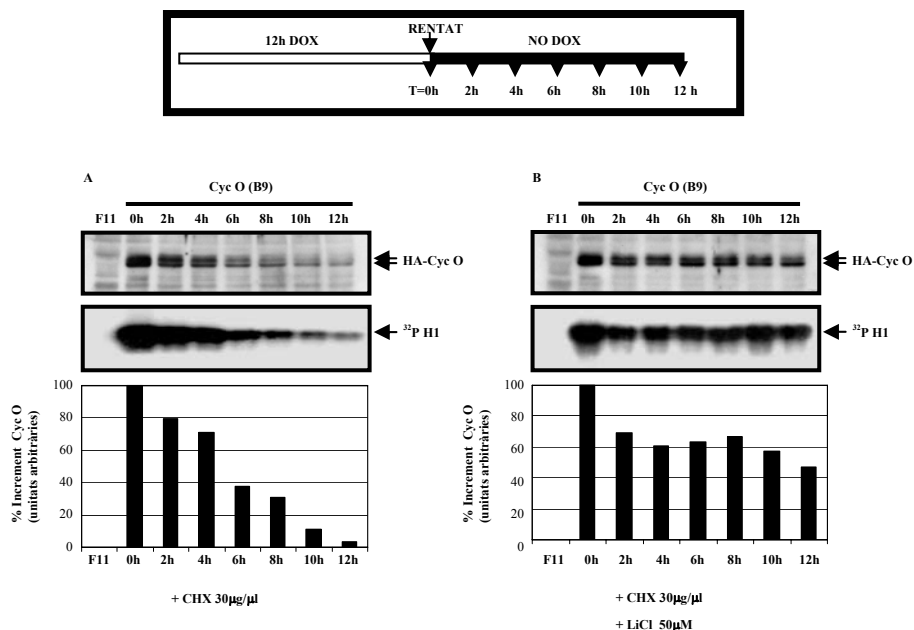 RENTAT
12h DOX NO DOX
T=0h 2h 4h 6h 8h 10h 12 h
A
Cyc O (B9)
F11 0h 2h 4h 6h 8h 10h 12h
HA-Cyc O
³²P H1
% Increment Cyc O
(unitats arbitràries)
100
80
60
40
20
0
F11 0h 2h 4h 6h 8h 10h 12h
+ CHX 30µg/µl
B
Cyc O (B9)
F11 0h 2h 4h 6h 8h 10h 12h
HA-Cyc O
³²P H1
% Increment Cyc O
(unitats arbitràries)
100
80
60
40
20
0
F11 0h 2h 4h 6h 8h 10h 12h
+ CHX 30µg/µl
+ LiCl 50µM